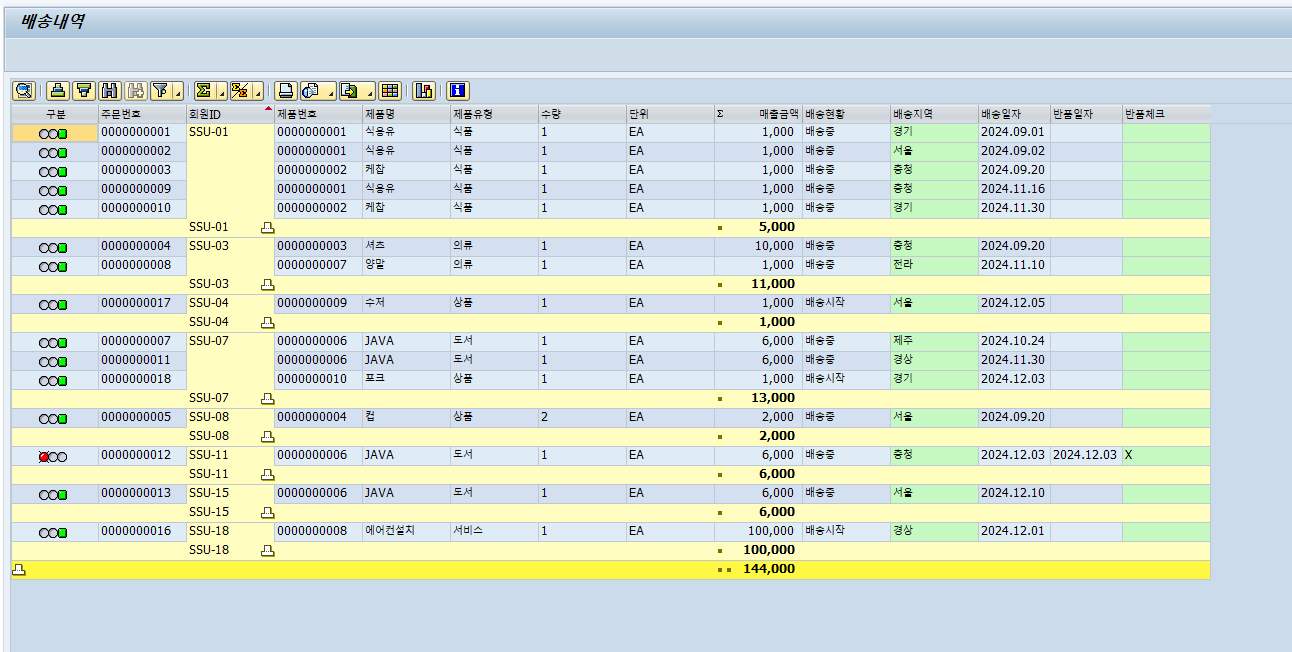 배송내역
구분 주문번호 회원ID 제품번호 제품명 제품유형 수량 단위 Σ 매출금액 배송현황 배송지역 배송일자 반품일자 반품체크
0000000001 SSU-01 0000000001 식용유 식품 1 EA 1,000 배송중 경기 2024.09.01
0000000002 0000000001 식용유 식품 1 EA 1,000 배송중 서울 2024.09.02
0000000003 0000000002 케찹 식품 1 EA 1,000 배송중 충청 2024.09.20
0000000009 0000000001 식용유 식품 1 EA 1,000 배송중 충청 2024.11.16
0000000010 0000000002 케찹 식품 1 EA 1,000 배송중 경기 2024.11.30
SSU-01 5,000
0000000004 SSU-03 0000000003 셔츠 의류 1 EA 10,000 배송중 충청 2024.09.20
0000000008 0000000007 양말 의류 1 EA 1,000 배송중 전라 2024.11.10
SSU-03 11,000
0000000017 SSU-04 0000000009 수저 상품 1 EA 1,000 배송시작 서울 2024.12.05
SSU-04 1,000
0000000007 SSU-07 0000000006 JAVA 도서 1 EA 6,000 배송중 제주 2024.10.24
0000000011 0000000006 JAVA 도서 1 EA 6,000 배송중 경상 2024.11.30
0000000018 0000000010 포크 상품 1 EA 1,000 배송시작 경기 2024.12.03
SSU-07 13,000
0000000005 SSU-08 0000000004 컵 상품 2 EA 2,000 배송중 서울 2024.09.20
SSU-08 2,000
0000000012 SSU-11 0000000006 JAVA 도서 1 EA 6,000 배송중 충청 2024.12.03 2024.12.03 X
SSU-11 6,000
0000000013 SSU-15 0000000006 JAVA 도서 1 EA 6,000 배송중 서울 2024.12.10
SSU-15 6,000
0000000016 SSU-18 0000000008 에어컨설치 서비스 1 EA 100,000 배송시작 경상 2024.12.01
SSU-18 100,000
144,000